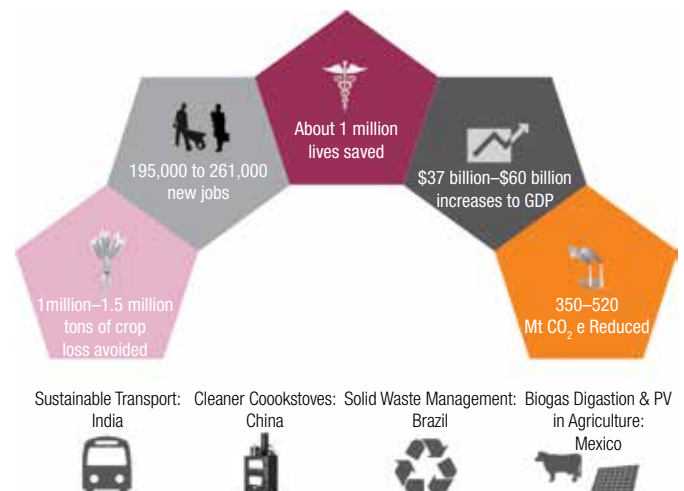 About 1 million
lives saved
195,000 to 261,000
new jobs
$37 billion–$60 billion
increases to GDP
1million–1.5 million
tons of crop
loss avoided
350–520
Mt CO₂ e Reduced
Sustainable Transport:
India
Cleaner Coookstoves:
China
Solid Waste Management:
Brazil
Biogas Digastion & PV
in Agriculture:
Mexico